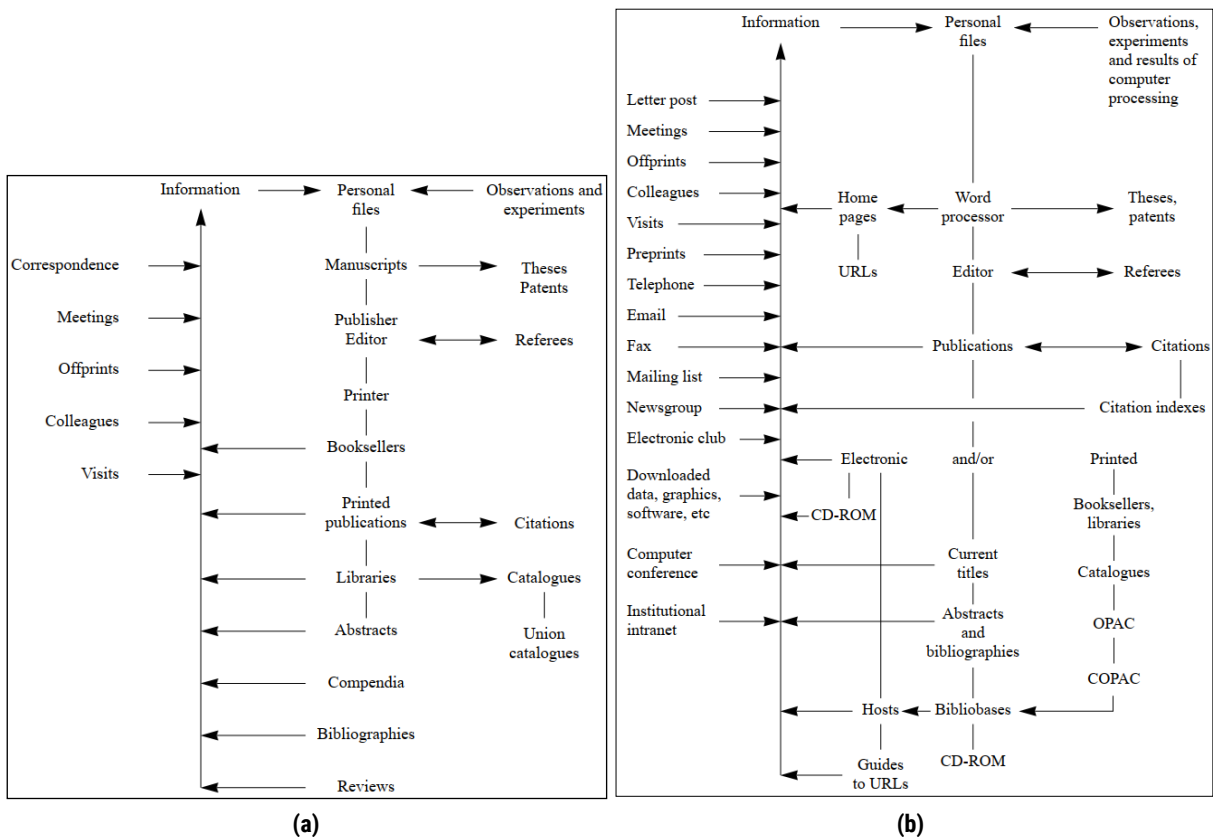 Information
Personal
files
Observations and
experiments
Correspondence
Manuscripts
Theses
Patents
Meetings
Publisher
Editor
Referees
Offprints
Printer
Colleagues
Booksellers
Visits
Printed
publications
Citations
Libraries
Catalogues
Abstracts
Union
catalogues
Compendia
Bibliographies
Reviews
(a)
Information
Personal
files
Observations,
experiments
and results of
computer
processing
Letter post
Meetings
Offprints
Colleagues
Home
pages
Word
processor
Theses,
patents
Visits
Preprints
URLs
Editor
Referees
Telephone
Email
Fax
Publications
Citations
Mailing list
Newsgroup
Citation indexes
Electronic club
Electronic
and/or
Printed
Downloaded
data, graphics,
software, etc
CD-ROM
Booksellers,
libraries
Computer
conference
Current
titles
Catalogues
Institutional
intranet
Abstracts
and
bibliographies
OPAC
COPAC
Hosts
Bibliobases
Guides
to URLs
CD-ROM
(b)